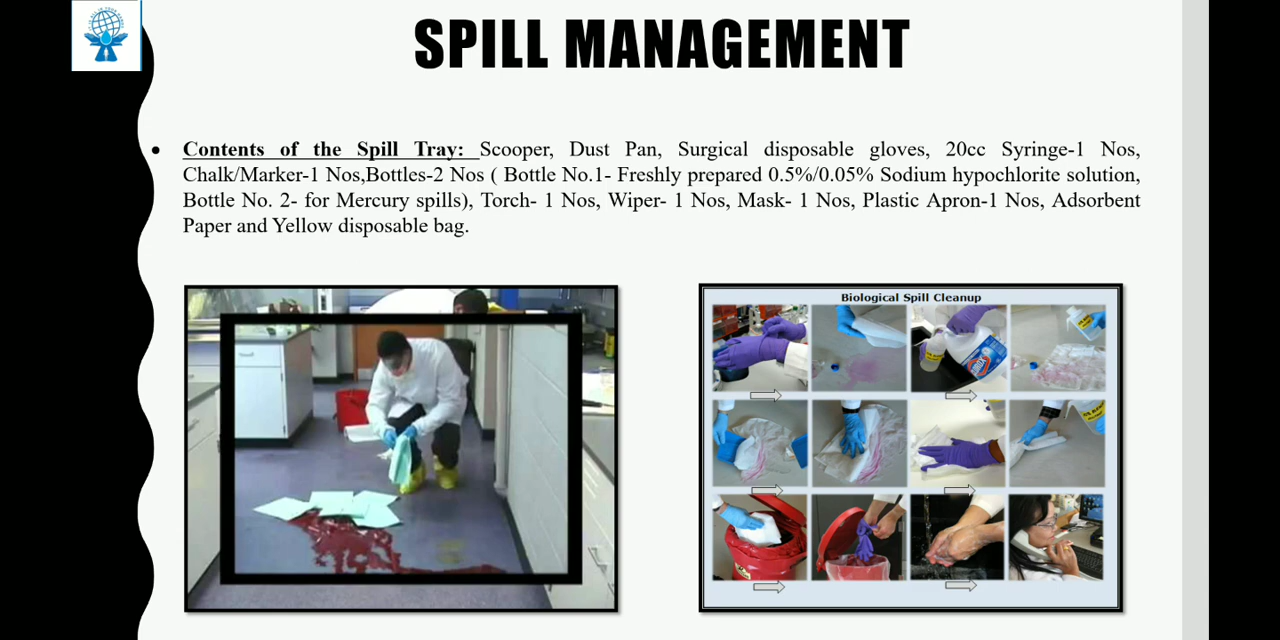 SPILL MANAGEMENT
• Contents of the Spill Tray: Scooper, Dust Pan, Surgical disposable gloves, 20cc Syringe-1 Nos,
Chalk/Marker-1 Nos,Bottles-2 Nos ( Bottle No.1- Freshly prepared 0.5%/0.05% Sodium hypochlorite solution,
Bottle No. 2- for Mercury spills), Torch- 1 Nos, Wiper- 1 Nos, Mask- 1 Nos, Plastic Apron-1 Nos, Adsorbent
Paper and Yellow disposable bag.
Biological Spill Cleanup